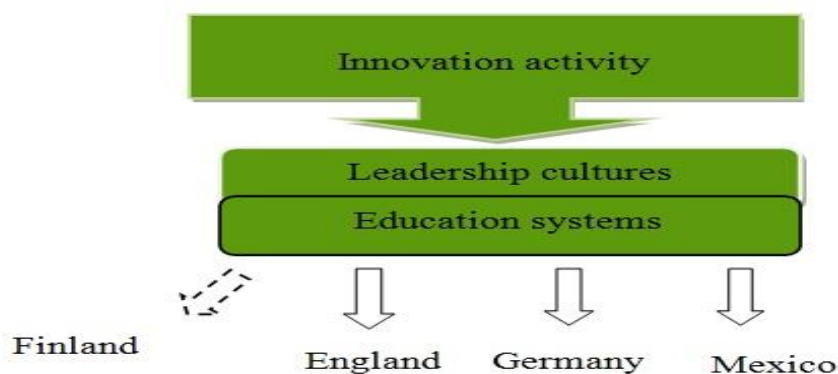 Innovation activity
Leadership cultures
Education systems
Finland
England Germany Mexico